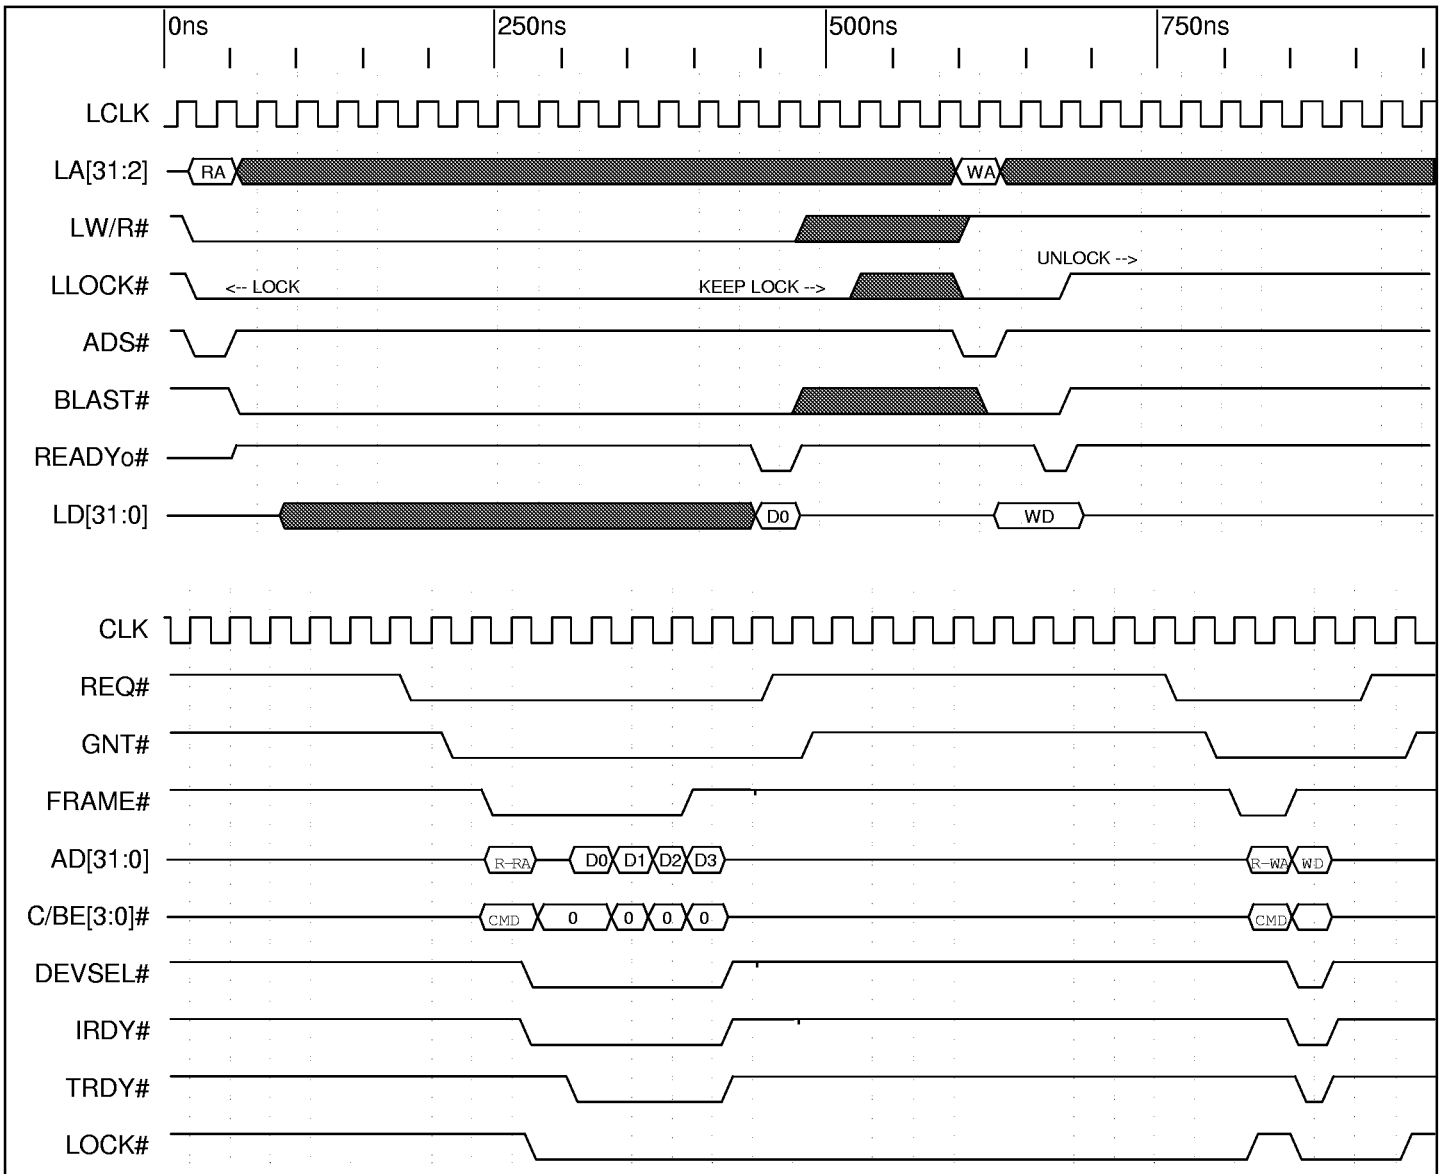 0ns 250ns 500ns 750ns
LCLK
LA[31:2] RA WA
LW/R#
UNLOCK -->
LLOCK# <-- LOCK KEEP LOCK -->
ADS#
BLAST#
READYo#
LD[31:0] D0 WD
CLK
REQ#
GNT#
FRAME#
AD[31:0] R-RA D0 D1 D2 D3 R-WA WD
C/BE[3:0]# CMD 0 0 0 0 CMD
DEVSEL#
IRDY#
TRDY#
LOCK#